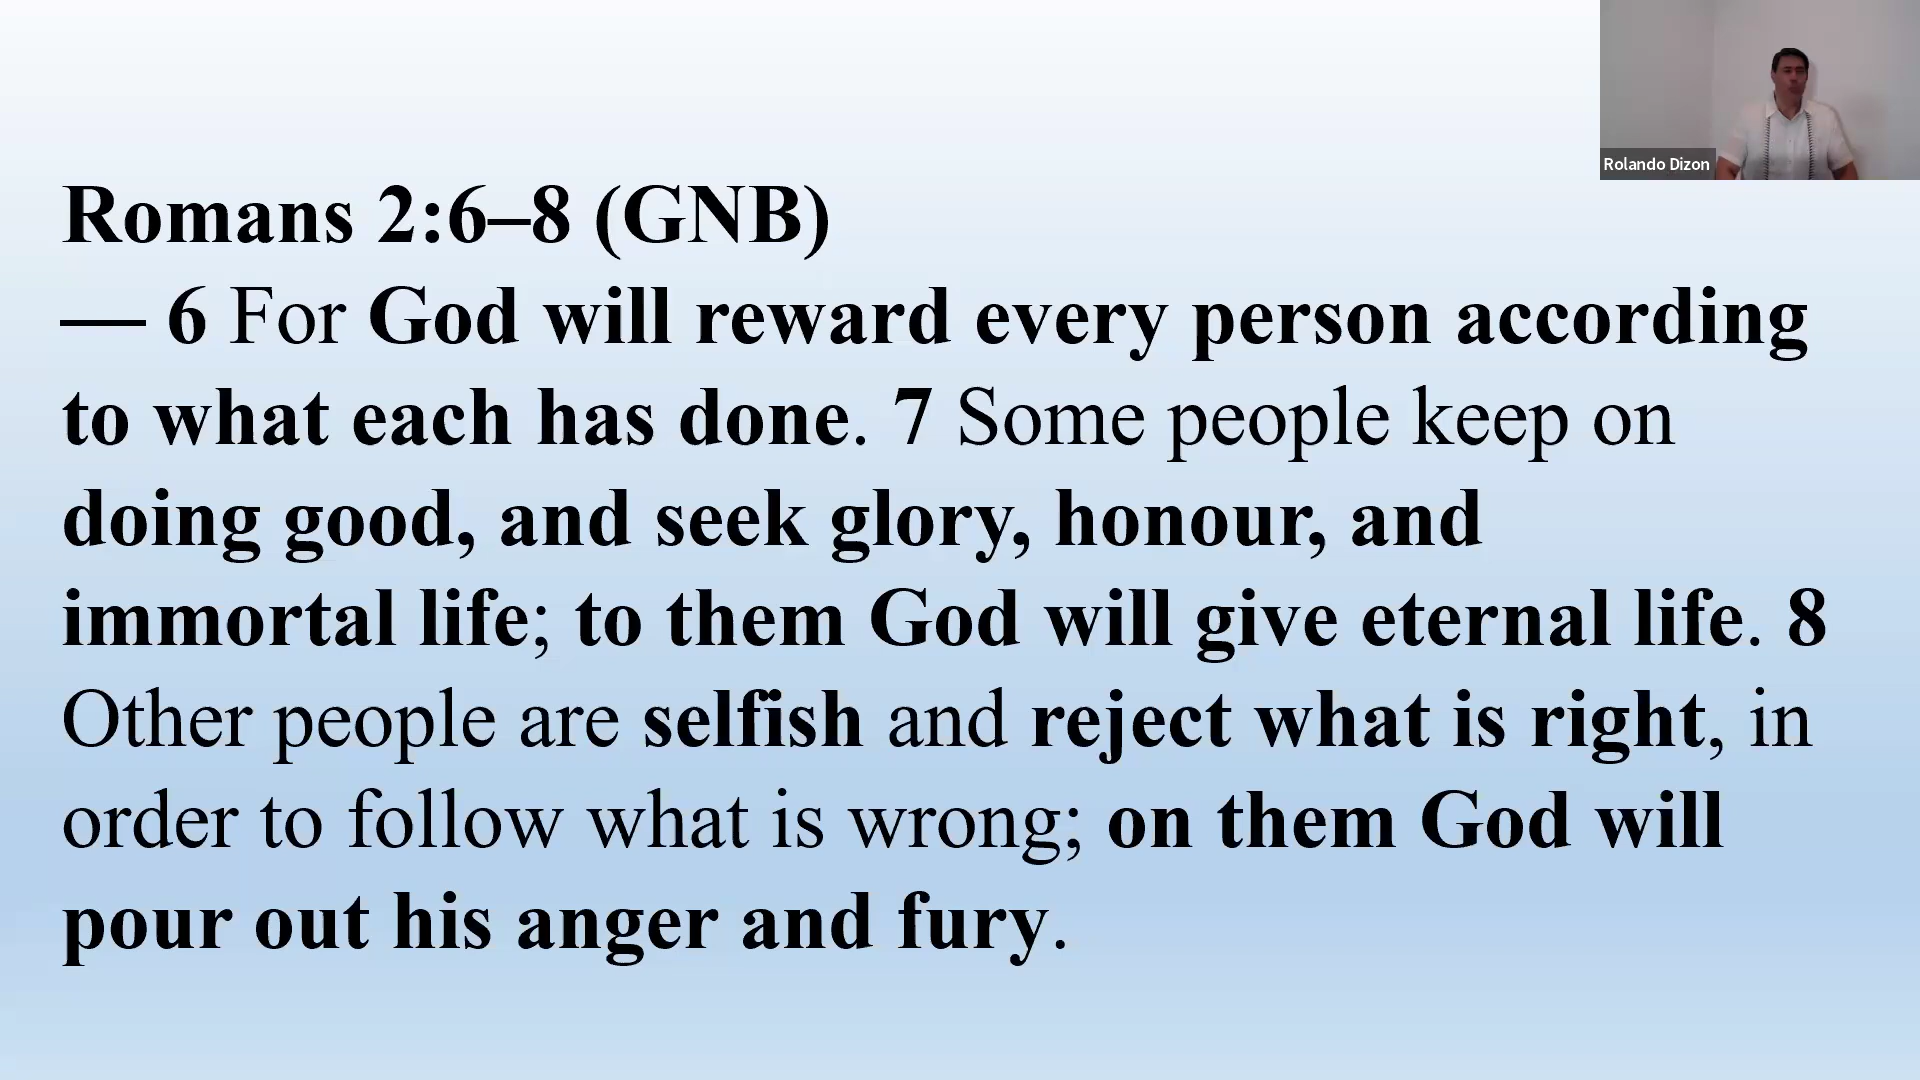 Rolando Dizon
Romans 2:6–8 (GNB)
— 6 For God will reward every person according
to what each has done. 7 Some people keep on
doing good, and seek glory, honour, and
immortal life; to them God will give eternal life. 8
Other people are selfish and reject what is right, in
order to follow what is wrong; on them God will
pour out his anger and fury.